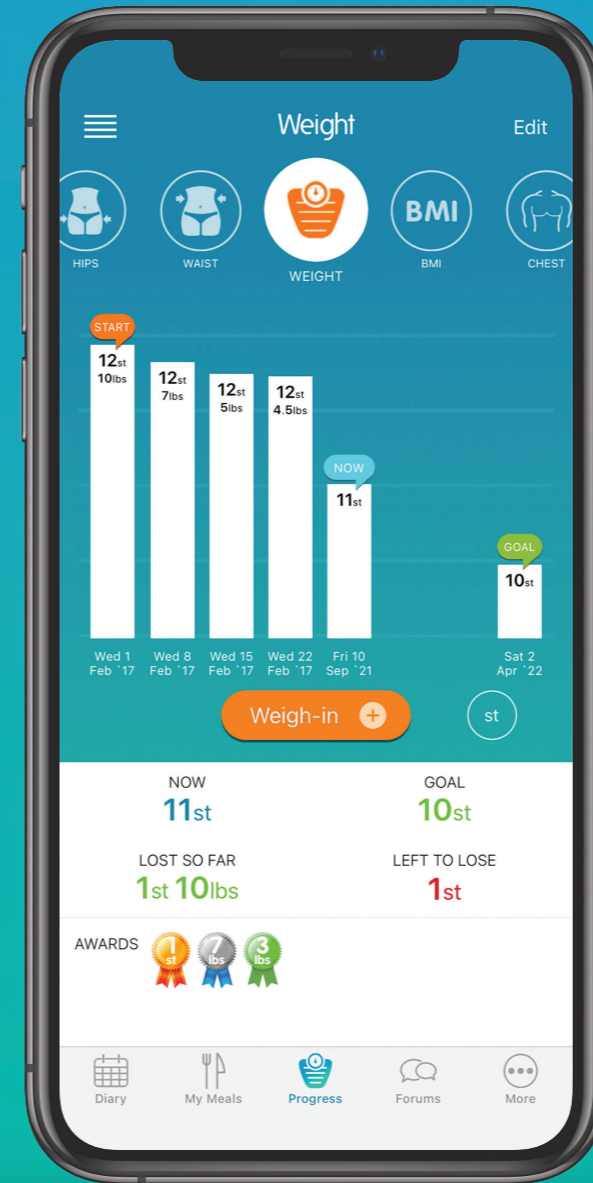 Weight
Edit
BMI
HIPS
WAIST
WEIGHT
BMI
CHEST
START
12st
10lbs
12st
7lbs
12st
5lbs
12st
4.5lbs
NOW
11st
GOAL
10st
Wed 1
Feb `17
Wed 8
Feb `17
Wed 15
Feb `17
Wed 22
Feb `17
Fri 10
Sep `21
Sat 2
Apr `22
Weigh-in +
st
NOW
11st
GOAL
10st
LOST SO FAR
1st 10lbs
LEFT TO LOSE
1st
AWARDS
1
st
7
lbs
3
lbs
Diary
My Meals
Progress
Forums
More